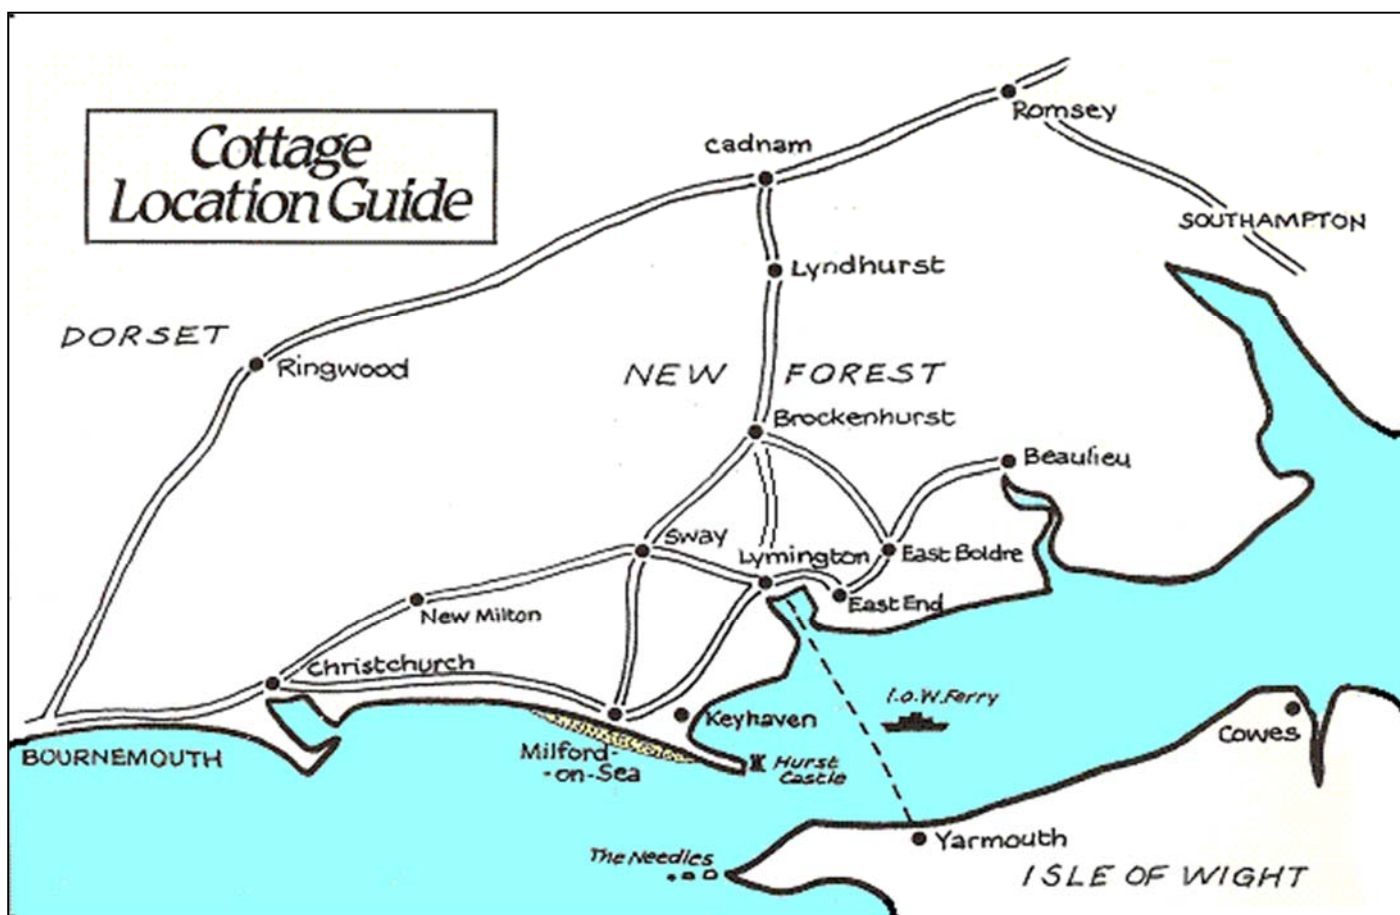 Cottage
Location Guide
Romsey
Cadnam
SOUTHAMPTON
Lyndhurst
DORSET
Ringwood
NEW FOREST
Brockenhurst
Beaulieu
Sway
Lymington
East Boldre
East End
New Milton
Christchurch
I.O.W. Ferry
Keyhaven
Cowes
BOURNEMOUTH
Milford-
-on-Sea
Hurst
Castle
Yarmouth
The Needles
ISLE OF WIGHT